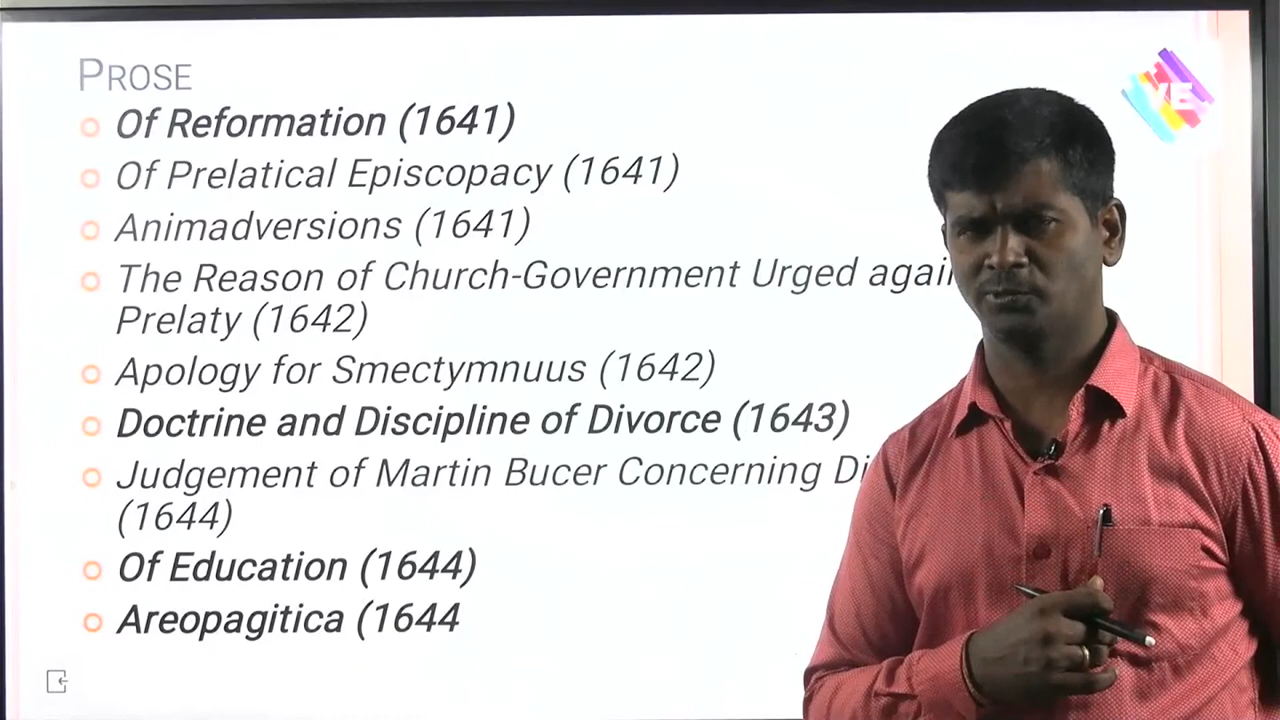 PROSE
Of Reformation (1641)
Of Prelatical Episcopacy (1641)
Animadversions (1641)
The Reason of Church-Government Urged agai
Prelaty (1642)
Apology for Smectymnuus (1642)
Doctrine and Discipline of Divorce (1643)
Judgement of Martin Bucer Concerning Di
(1644)
Of Education (1644)
Areopagitica (1644
YE